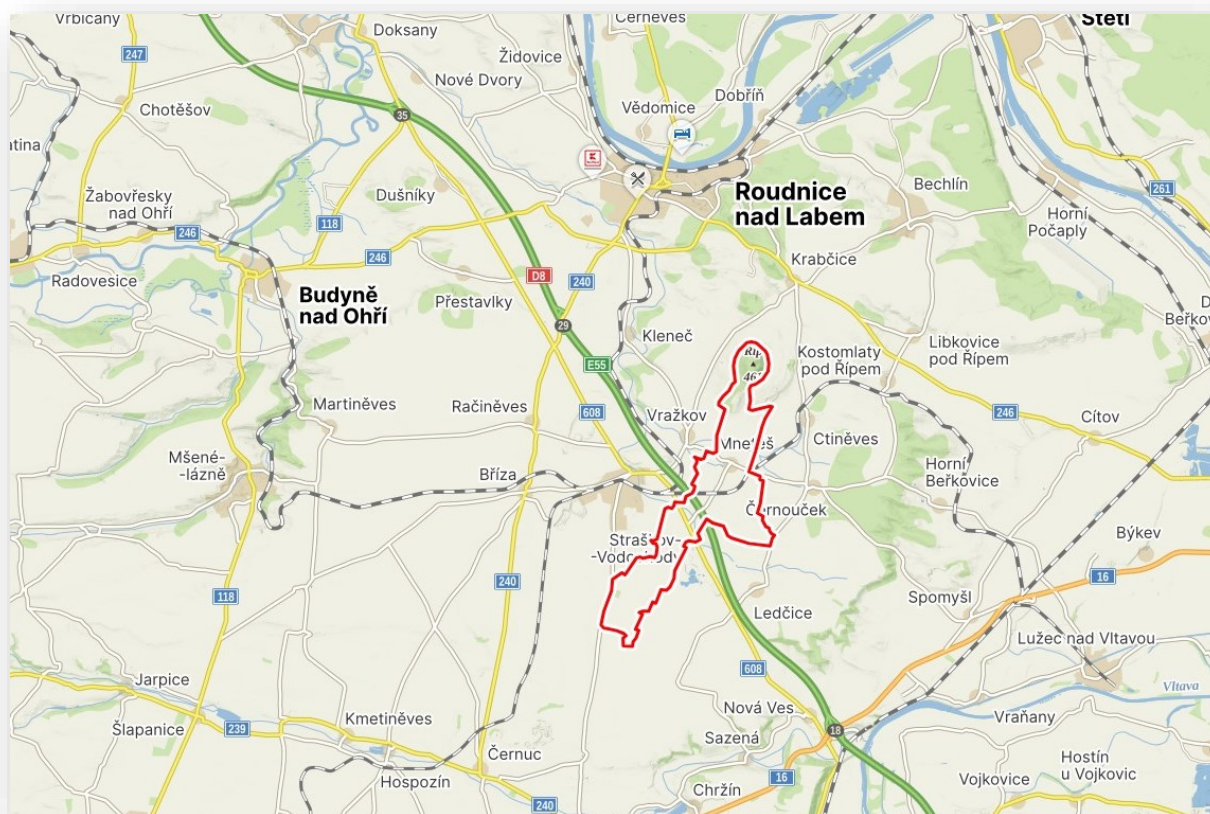 Vrbičany
Doksany
Černěves
Štětí
247
Židovice
Nové Dvory
Chotěšov
Vědomice
Dobříň
35
atina
Dušníky
Bechlín
261
Žabovřesky
nad Ohří
118
Roudnice
nad Labem
Horní
Počaply
246
246
Radovesice
D8
240
Krabčice
Budyně
nad Ohří
Přestavlky
29
Kleneč
Libkovice
pod Řípem
Beřkov
E55
Říp
Kostomlaty
pod Řípem
Martiněves
Račiněves
608
Vražkov
246
Cítov
Mnetěš
Ctiněves
Mšené-
-lázně
Bříza
Horní
Beřkovice
Černouček
Straškov-
-Vodochody
Býkev
16
240
118
Spomyšl
Ledčice
Lužec nad Vltavou
608
Jarpice
Vltava
Nová Ves
Vraňany
Šlapanice
239
Kmetiněves
18
Sazená
Černuc
Hostín
u Vojkovic
16
Hospozín
Vojkovice
Chržín
240